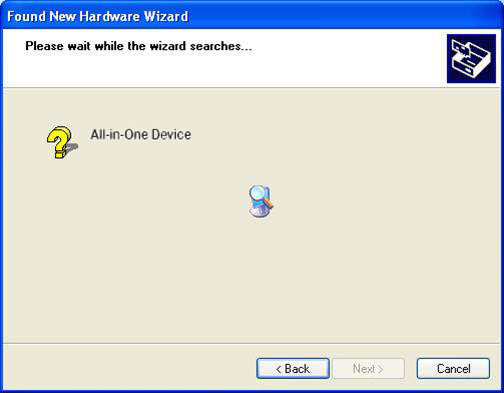 Found New Hardware Wizard
Please wait while the wizard searches...
All-in-One Device
< Back
Next >
Cancel